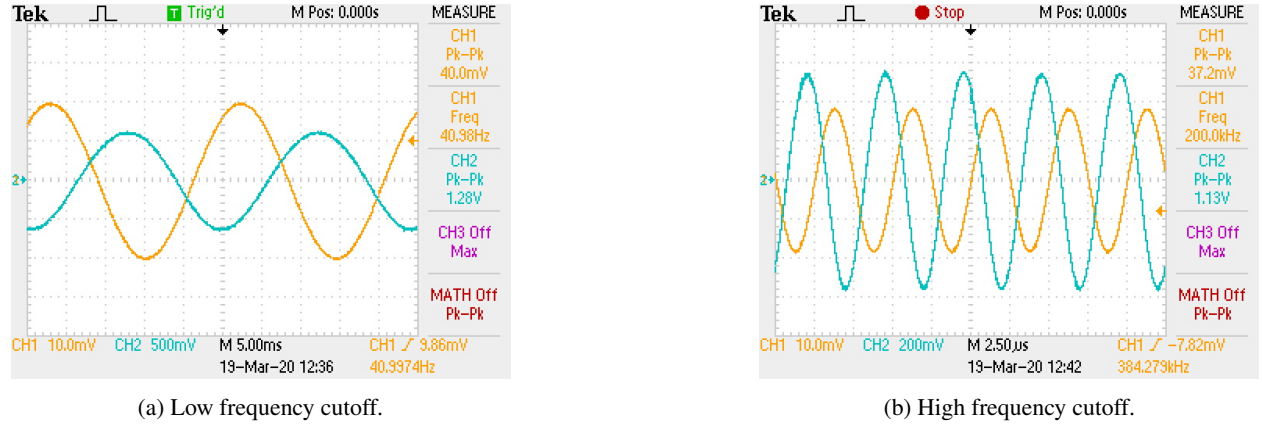 Tek T Trig'd M Pos: 0.000s MEASURE
CH1
Pk-Pk
40.0mV
CH1
Freq
40.98Hz
CH2
Pk-Pk
1.28V
CH3 Off
Max
MATH Off
Pk-Pk
2
CH1 10.0mV CH2 500mV M 5.00ms CH1 9.86mV
19-Mar-20 12:36 40.9974Hz
(a) Low frequency cutoff.
Tek Stop M Pos: 0.000s MEASURE
CH1
Pk-Pk
37.2mV
CH1
Freq
200.0kHz
CH2
Pk-Pk
1.13V
CH3 Off
Max
MATH Off
Pk-Pk
2
CH1 10.0mV CH2 200mV M 2.50µs CH1 -7.82mV
19-Mar-20 12:42 384.279kHz
(b) High frequency cutoff.